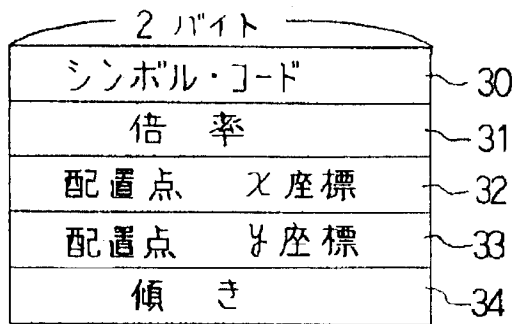 2 バイト
シンボル・コード 30
倍 率 31
配置点 x座標 32
配置点 y座標 33
傾 き 34